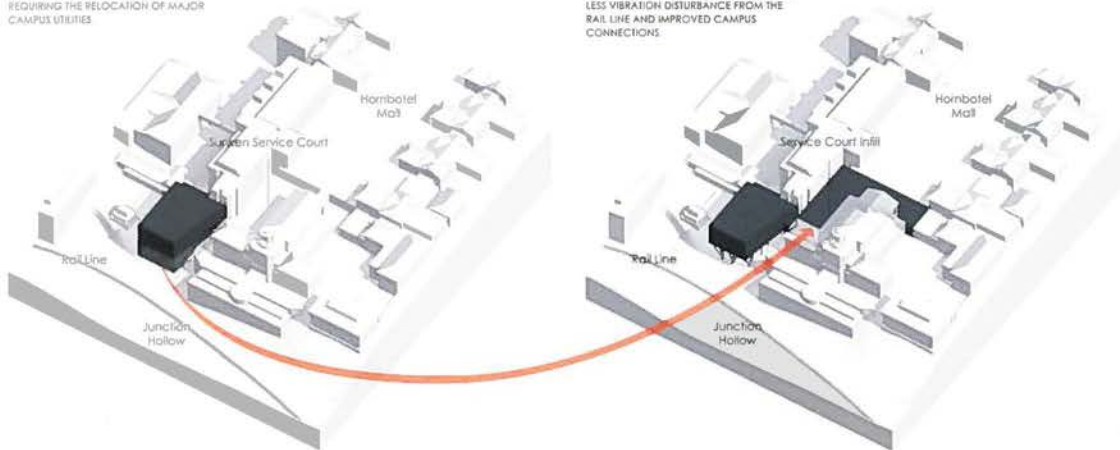 REQUIRING THE RELOCATION OF MAJOR
CAMPUS UTILITIES
LESS VIBRATION DISTURBANCE FROM THE
RAIL LINE AND IMPROVED CAMPUS
CONNECTIONS
Hornbotel
Mall
Sunken Service Court
Rail Line
Junction
Hollow
Hornbotel
Mall
Service Court Infill
Rail Line
Junction
Hollow